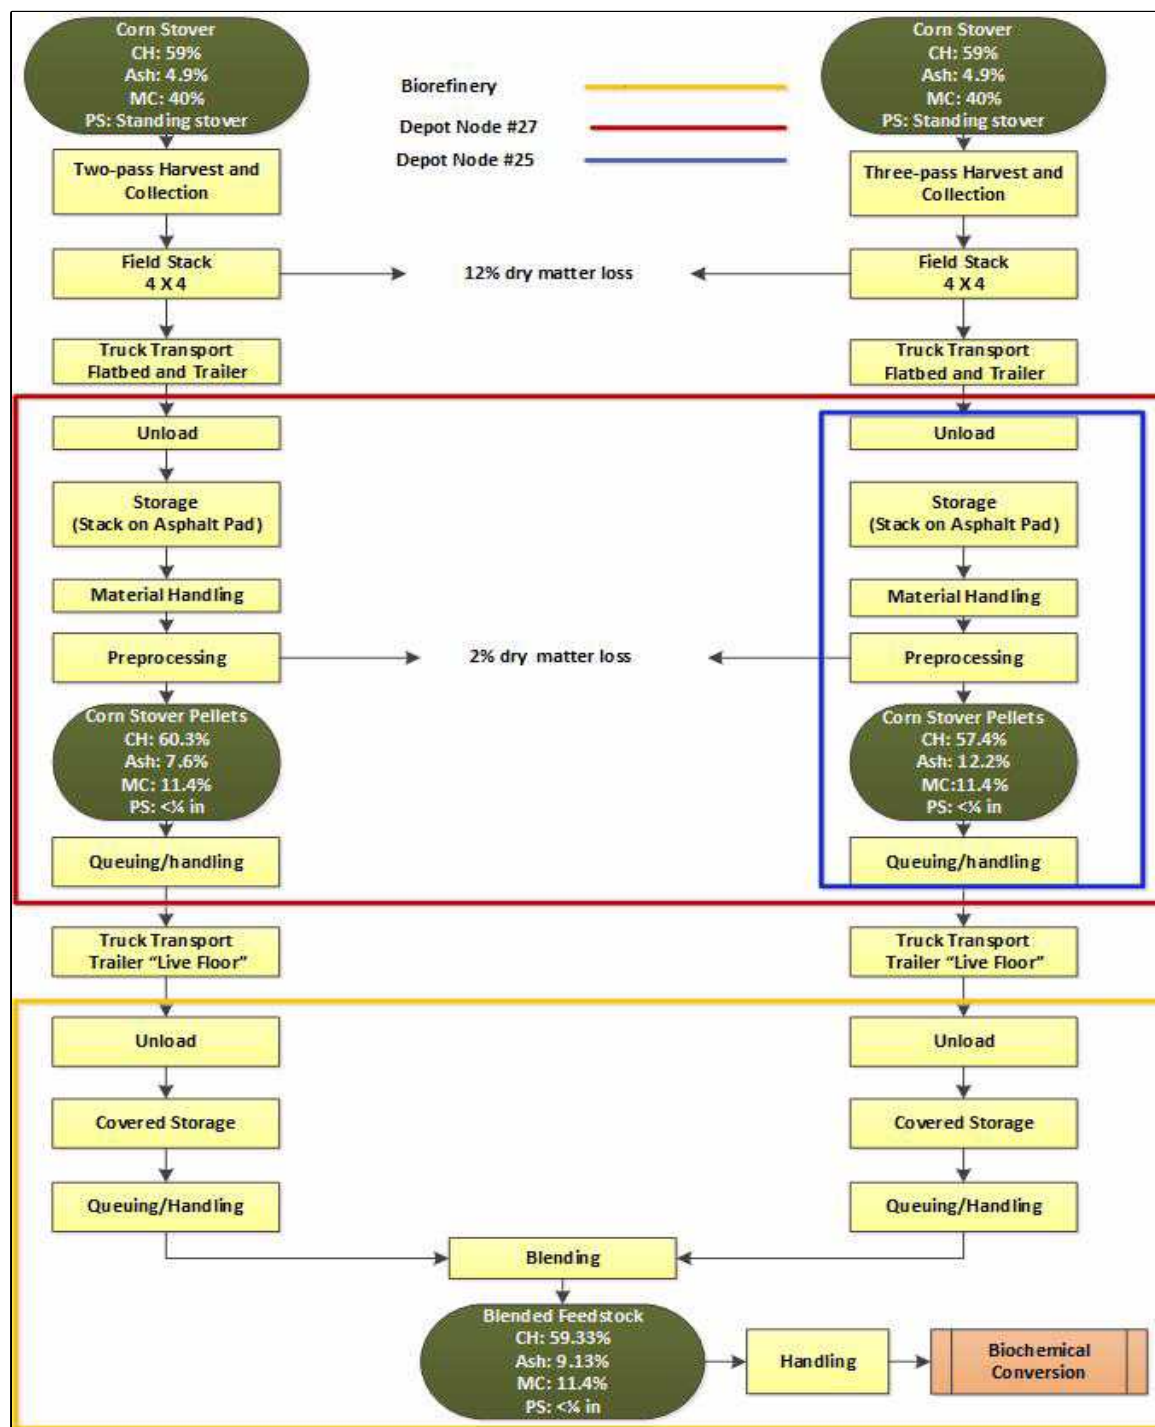 Corn Stover
CH: 59%
Ash: 4.9%
MC: 40%
PS: Standing stover
Biorefinery
Depot Node #27
Depot Node #25
Corn Stover
CH: 59%
Ash: 4.9%
MC: 40%
PS: Standing stover
Two-pass Harvest and
Collection
Three-pass Harvest and
Collection
Field Stack
4 X 4
12% dry matter loss
Field Stack
4 X 4
Truck Transport
Flatbed and Trailer
Truck Transport
Flatbed and Trailer
Unload
Unload
Storage
(Stack on Asphalt Pad)
Storage
(Stack on Asphalt Pad)
Material Handling
Material Handling
Preprocessing
2% dry matter loss
Preprocessing
Corn Stover Pellets
CH: 60.3%
Ash: 7.6%
MC: 11.4%
PS: <¼ in
Corn Stover Pellets
CH: 57.4%
Ash: 12.2%
MC:11.4%
PS: <¼ in
Queuing/handling
Queuing/handling
Truck Transport
Trailer “Live Floor”
Truck Transport
Trailer “Live Floor”
Unload
Unload
Covered Storage
Covered Storage
Queuing/Handling
Queuing/Handling
Blending
Blended Feedstock
CH: 59.33%
Ash: 9.13%
MC: 11.4%
PS: <¼ in
Handling
Biochemical
Conversion